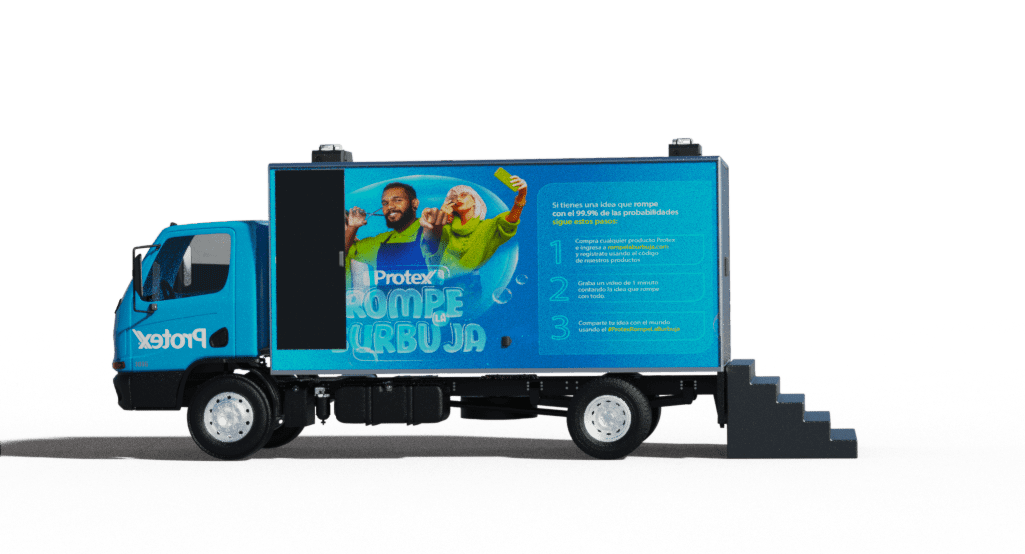 Protex
Protex
ROMPE
LA
BURBUJA
Si tienes una idea que rompe
con el 99.9% de las probabilidades
sigue estos pasos:
1
Compra cualquier producto Protex
e ingresa a rompelaburbuja.com
y regístrate usando el código
de nuestros productos
2
Graba un video de 1 minuto
contando la idea que rompe
con todo
3
Comparte tu idea con el mundo
usando el #ProtexRompeLaBurbuja